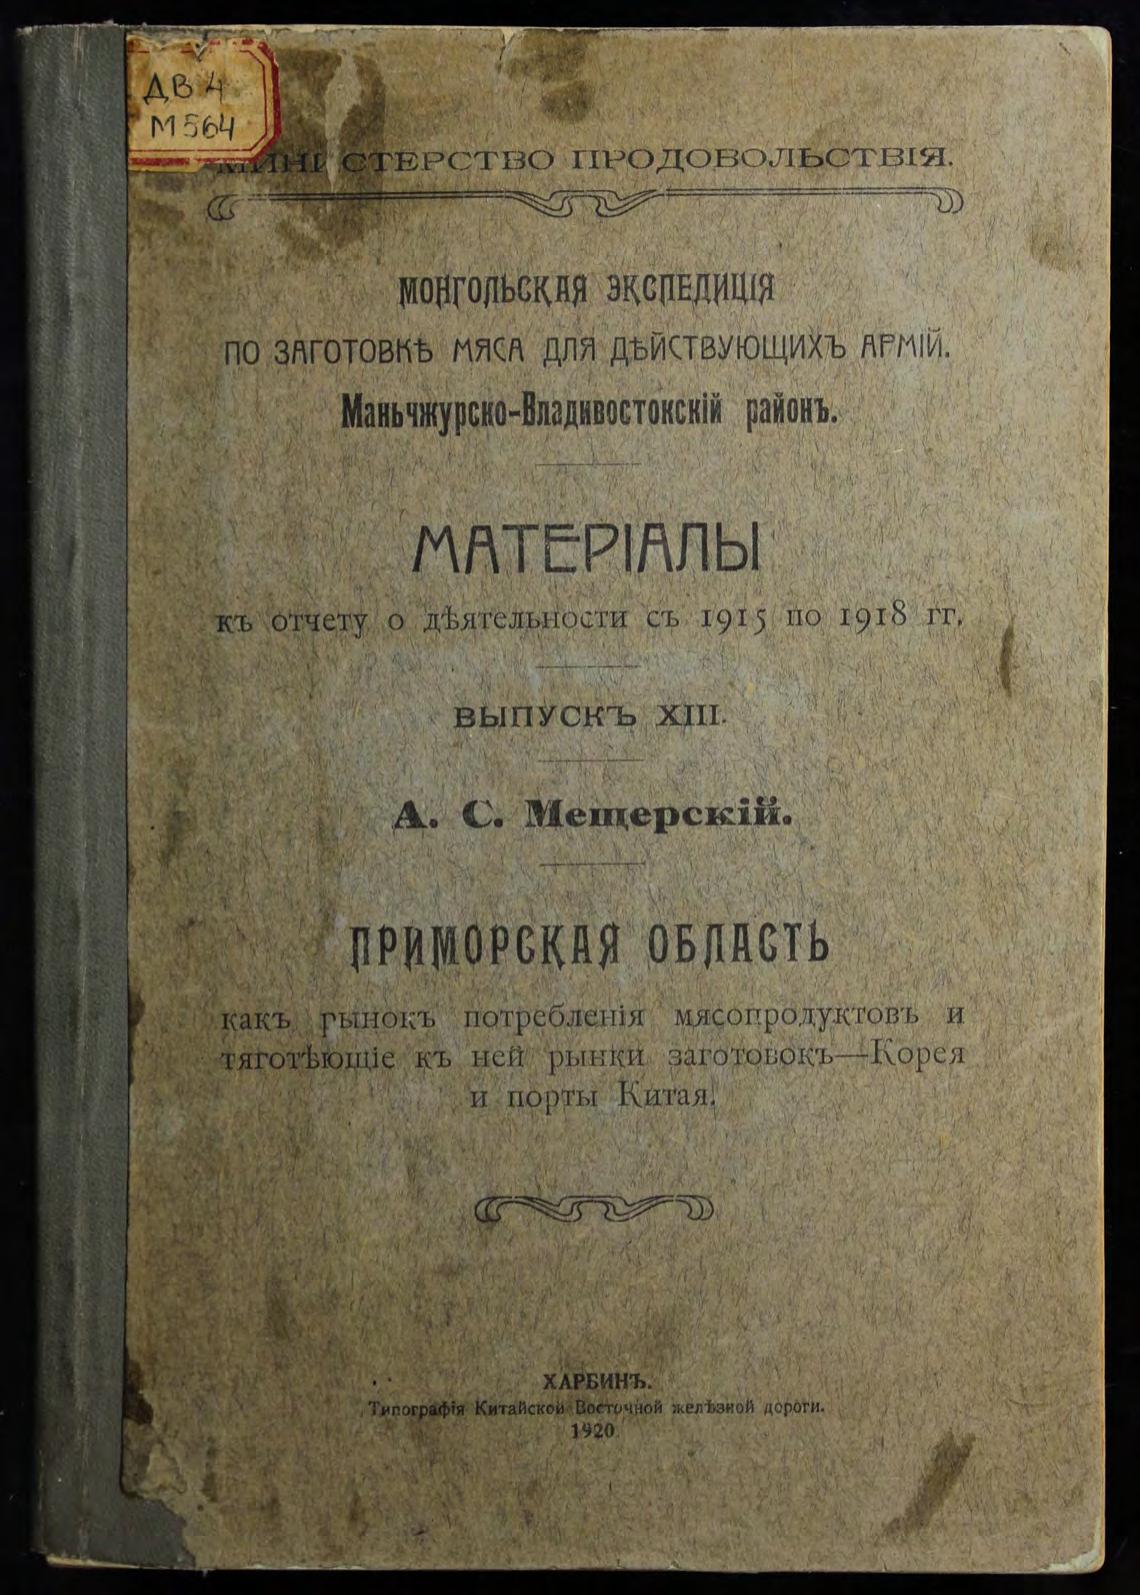 ДВ 4
М564
МИНИСТЕРСТВО ПРОДОВОЛЬСТВІЯ.
МОНГОЛЬСКАЯ ЭКСПЕДИЦІЯ
ПО ЗАГОТОВКѢ МЯСА ДЛЯ ДѢЙСТВУЮЩИХЪ АРМІЙ.
Маньчжурско-Владивостокскій районъ.
МАТЕРІАЛЫ
къ отчету о дѣятельности съ 1915 по 1918 гг.
ВЫПУСКЪ XIII.
А. С. Мещерскій.
ПРИМОРСКАЯ ОБЛАСТЬ
какъ рынокъ потребленія мясопродуктовъ и
тяготѣющіе къ ней рынки заготовокъ—Корея
и порты Китая.
ХАРБИНЪ.
Типографія Китайской Восточной желѣзной дороги.
1920